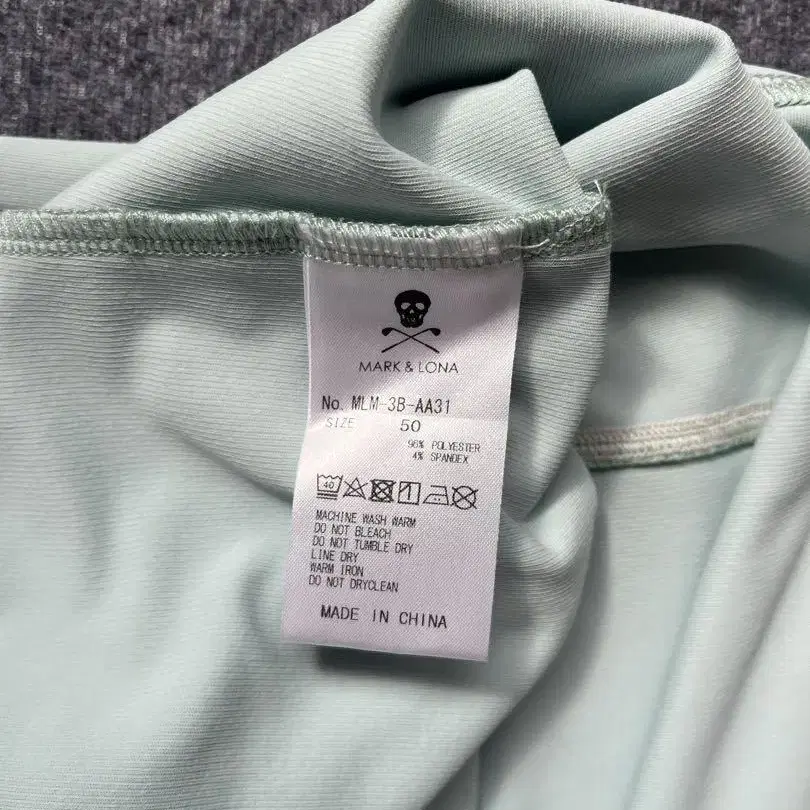 MARK & LONA
No. MLM-3B-AA31
SIZE 50
96% POLYESTER
4% SPANDEX
40
MACHINE WASH WARM
DO NOT BLEACH
DO NOT TUMBLE DRY
LINE DRY
WARM IRON
DO NOT DRYCLEAN
MADE IN CHINA